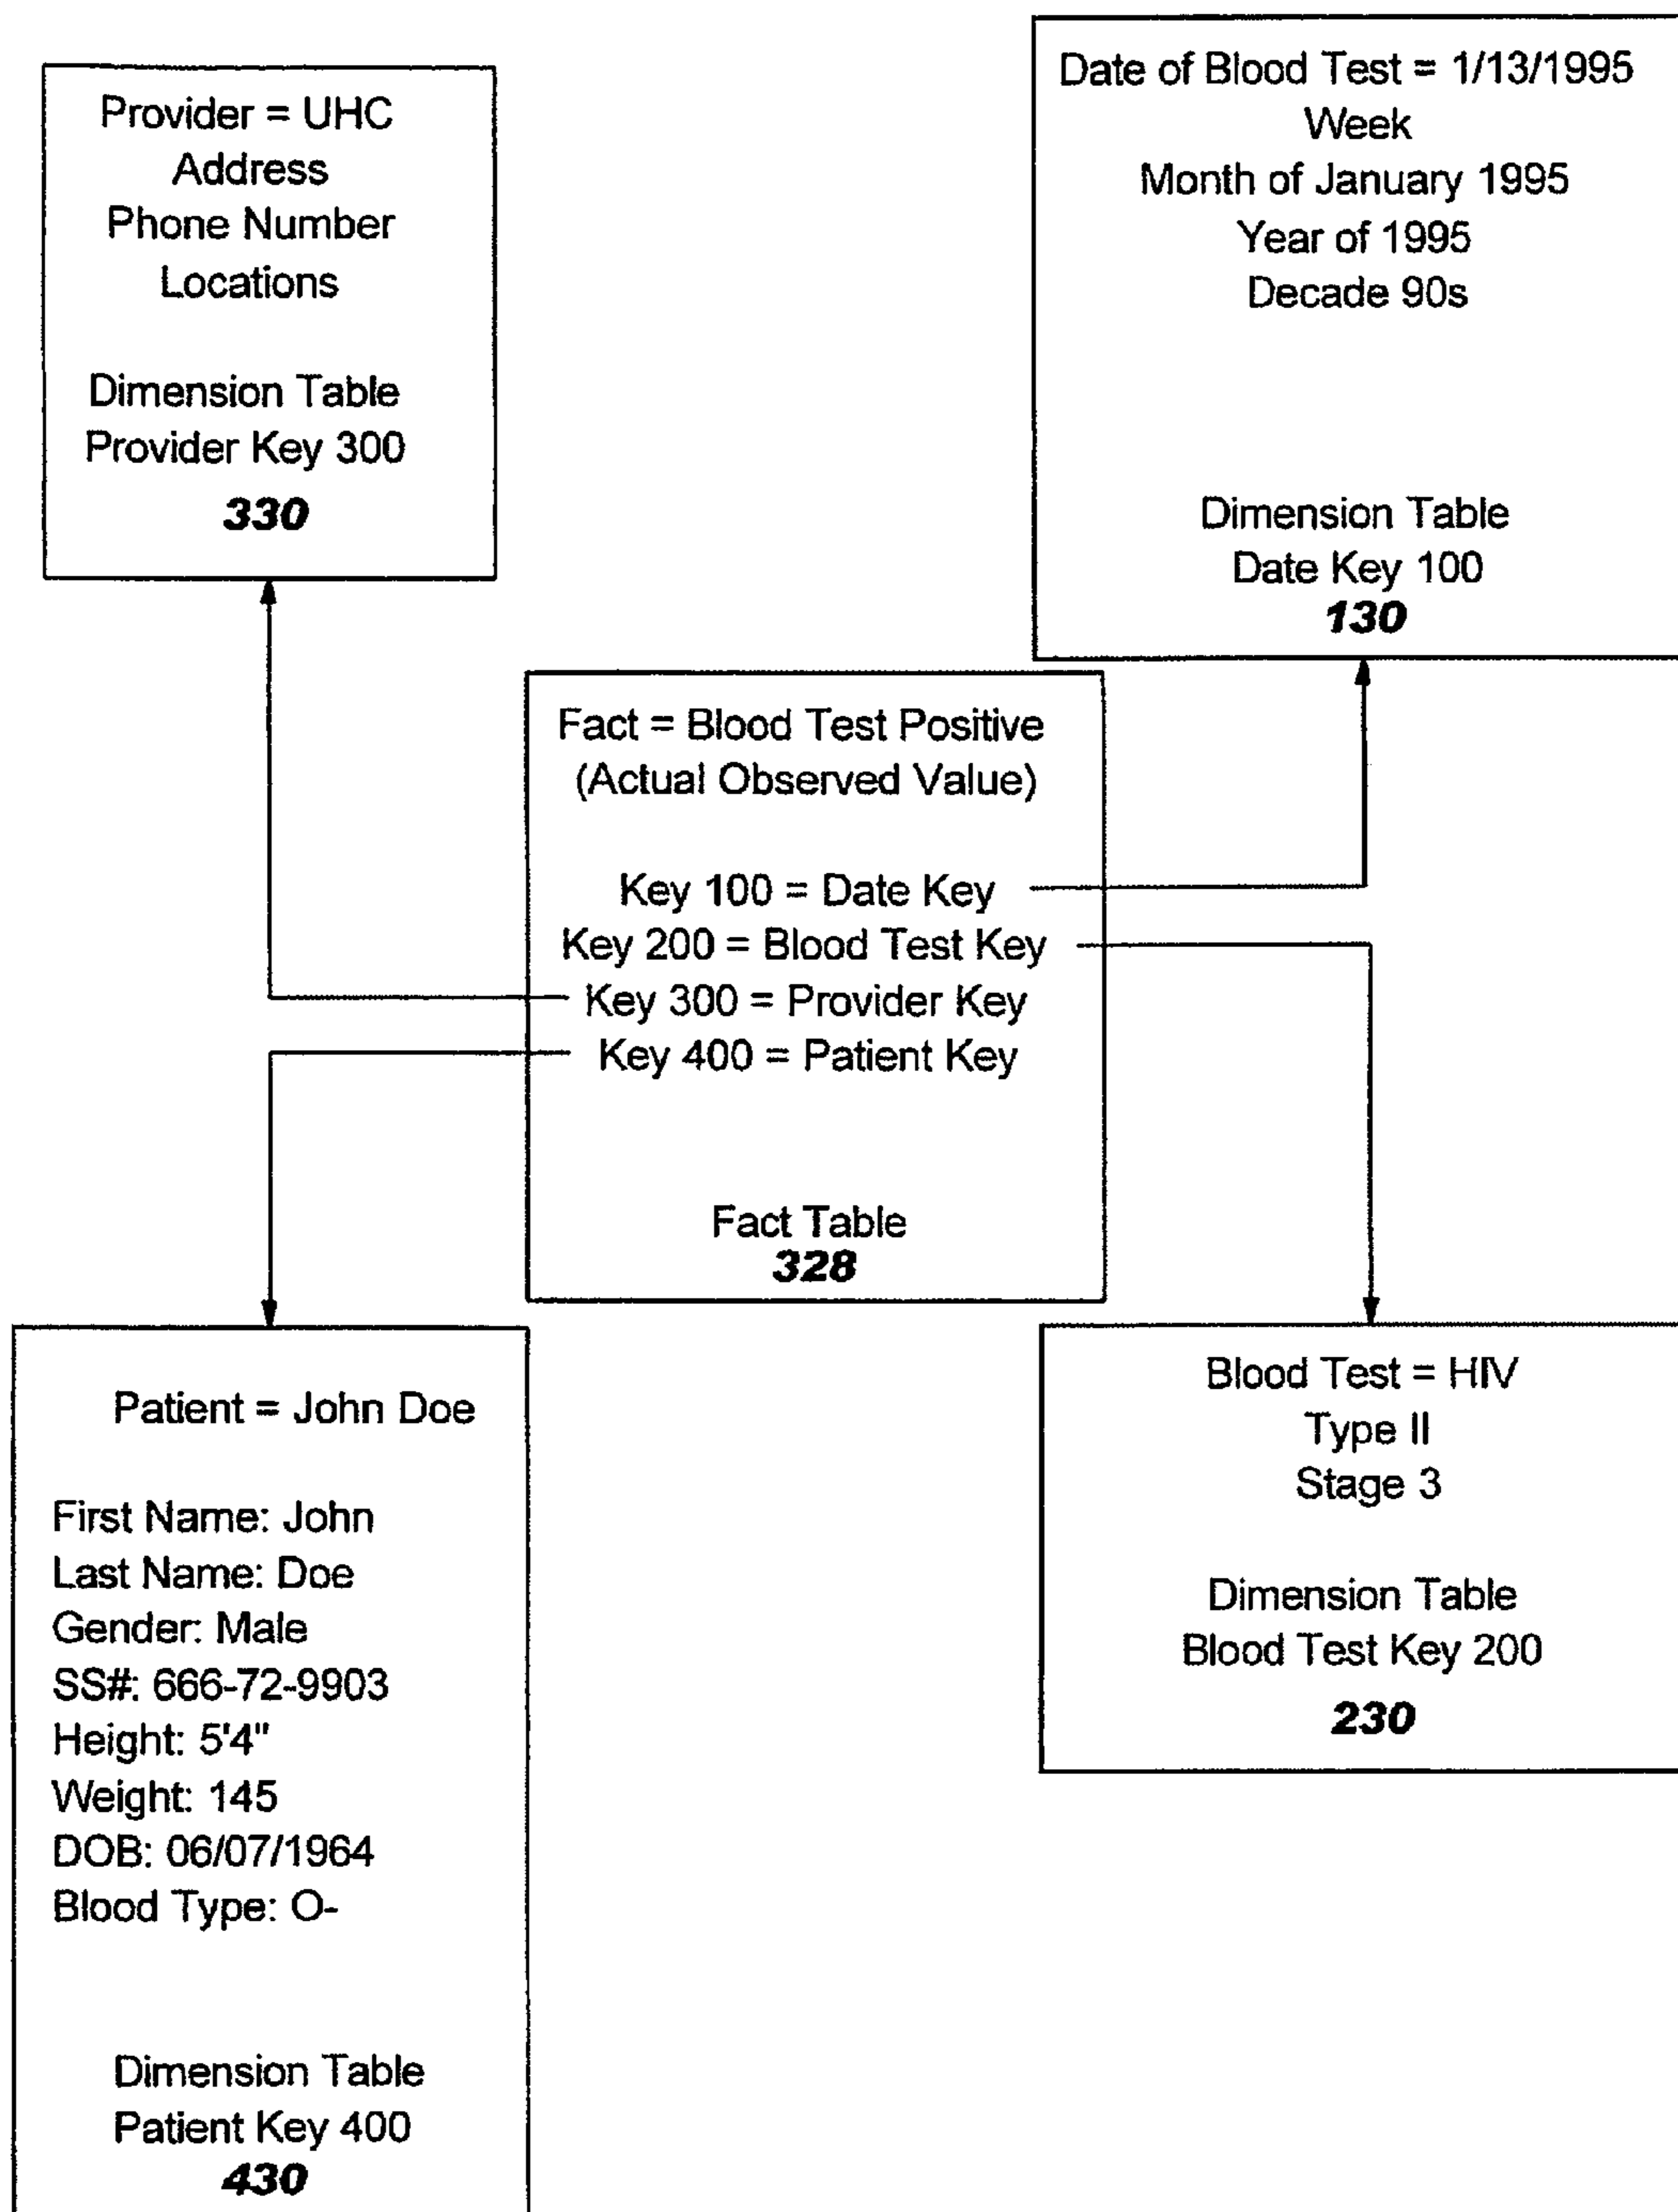 Provider = UHC
Address
Phone Number
Locations
Dimension Table
Provider Key 300
330
Date of Blood Test = 1/13/1995
Week
Month of January 1995
Year of 1995
Decade 90s
Dimension Table
Date Key 100
130
Fact = Blood Test Positive
(Actual Observed Value)
Key 100 = Date Key
Key 200 = Blood Test Key
Key 300 = Provider Key
Key 400 = Patient Key
Fact Table
328
Patient = John Doe
First Name: John
Last Name: Doe
Gender: Male
SS#: 666-72-9903
Height: 5'4"
Weight: 145
DOB: 06/07/1964
Blood Type: O-
Dimension Table
Patient Key 400
430
Blood Test = HIV
Type II
Stage 3
Dimension Table
Blood Test Key 200
230